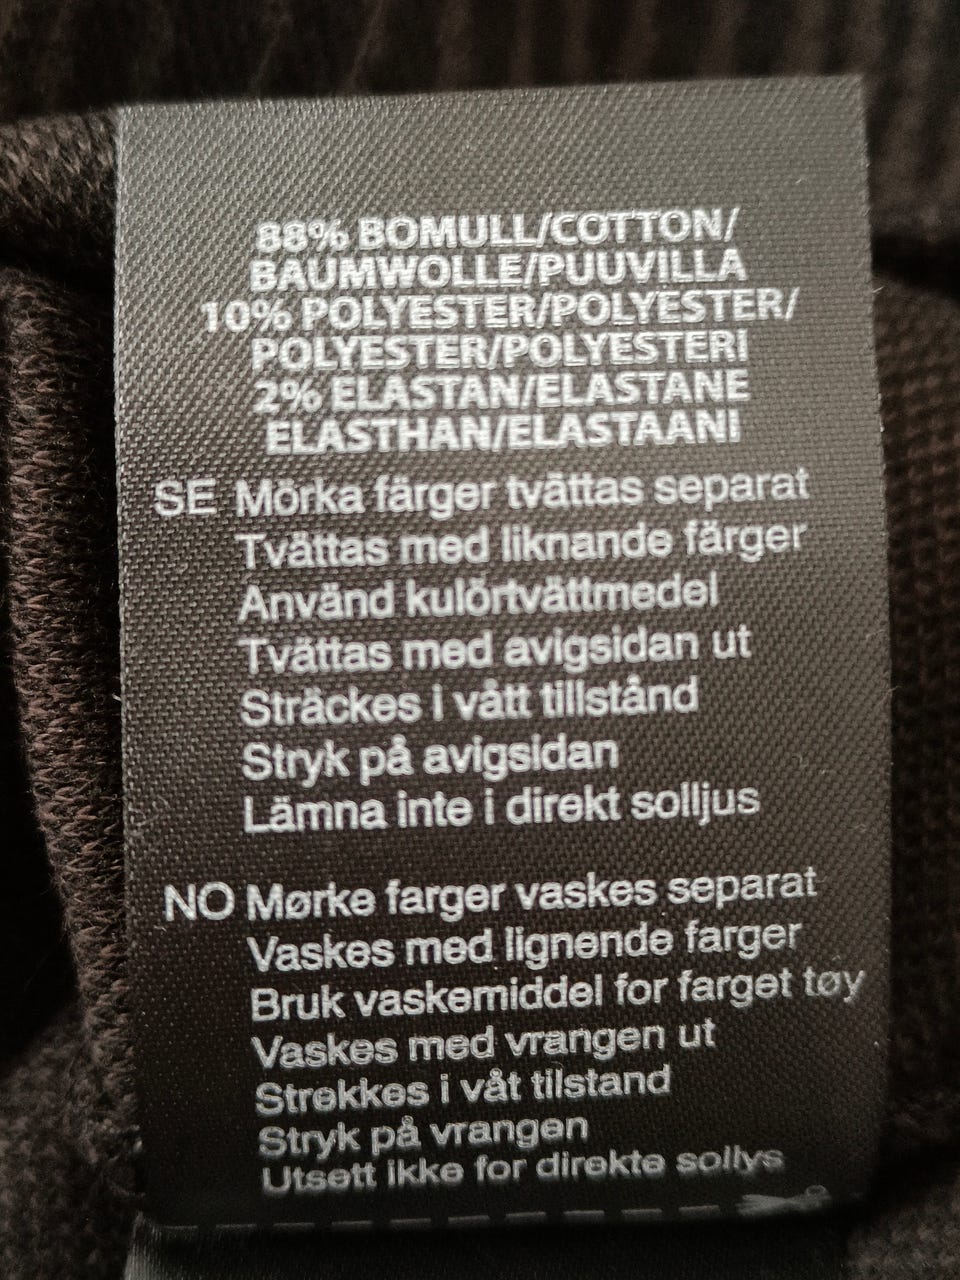 88% BOMULL/COTTON/
BAUMWOLLE/PUUVILLA
10% POLYESTER/POLYESTER/
POLYESTER/POLYESTERI
2% ELASTAN/ELASTANE
ELASTHAN/ELASTAANI
SE Mörka färger tvättas separat
Tvättas med liknande färger
Använd kulörtvättmedel
Tvättas med avigsidan ut
Sträckes i vått tillstånd
Stryk på avigsidan
Lämna inte i direkt solljus
NO Mørke farger vaskes separat
Vaskes med lignende farger
Bruk vaskemiddel for farget tøy
Vaskes med vrangen ut
Strekkes i våt tilstand
Stryk på vrangen
Utsett ikke for direkte sollys